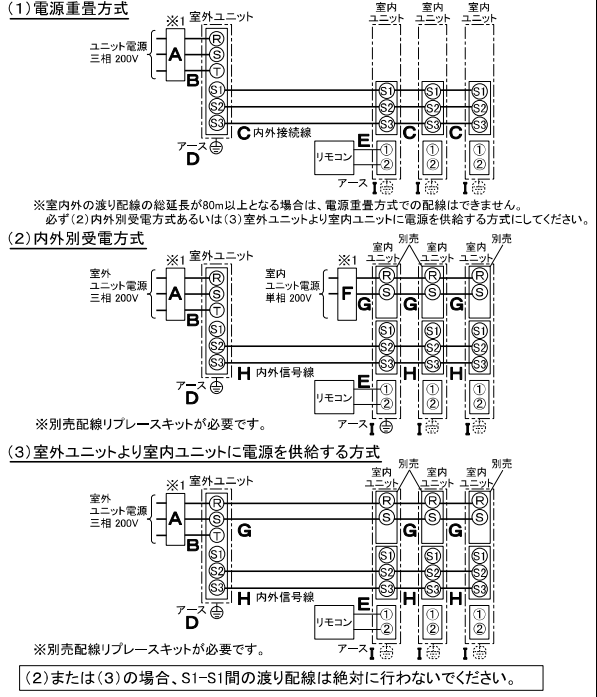 (1)電源重畳方式
※1 室外ユニット
室内ユニット 室内ユニット 室内ユニット
ユニット電源
三相 200V
A
B
R
S
T
S1
S2
S3
S1 S1 S1
S2 S2 S2
S3 S3 S3
C 内外接続線
C C
アース
D
E
リモコン
① ① ①
② ② ②
アース I I I
※室内外の渡り配線の総延長が80m以上となる場合は、電源重畳方式での配線はできません。
必ず(2)内外別受電方式あるいは(3)室外ユニットより室内ユニットに電源を供給する方式にしてください。
(2)内外別受電方式
※1 室外ユニット
※1
室内ユニット 別売 室内ユニット 室内ユニット 別売
室外
ユニット電源
三相 200V
A
B
R
S
T
S1
S2
S3
室内
ユニット電源
単相 200V
F
G G G
R R R
S S S
S1 S1 S1
S2 S2 S2
S3 S3 S3
H 内外信号線
H H
アース
D
E
リモコン
① ① ①
② ② ②
アース I I I
※別売配線リプレースキットが必要です。
(3)室外ユニットより室内ユニットに電源を供給する方式
※1 室外ユニット
室内ユニット 別売 室内ユニット 室内ユニット 別売
室外
ユニット電源
三相 200V
A
B
R
S
T
S1
S2
S3
G G G
R R R
S S S
S1 S1 S1
S2 S2 S2
S3 S3 S3
H 内外信号線
H H
アース
D
E
リモコン
① ① ①
② ② ②
アース I I I
※別売配線リプレースキットが必要です。
(2)または(3)の場合、S1-S1間の渡り配線は絶対に行わないでください。